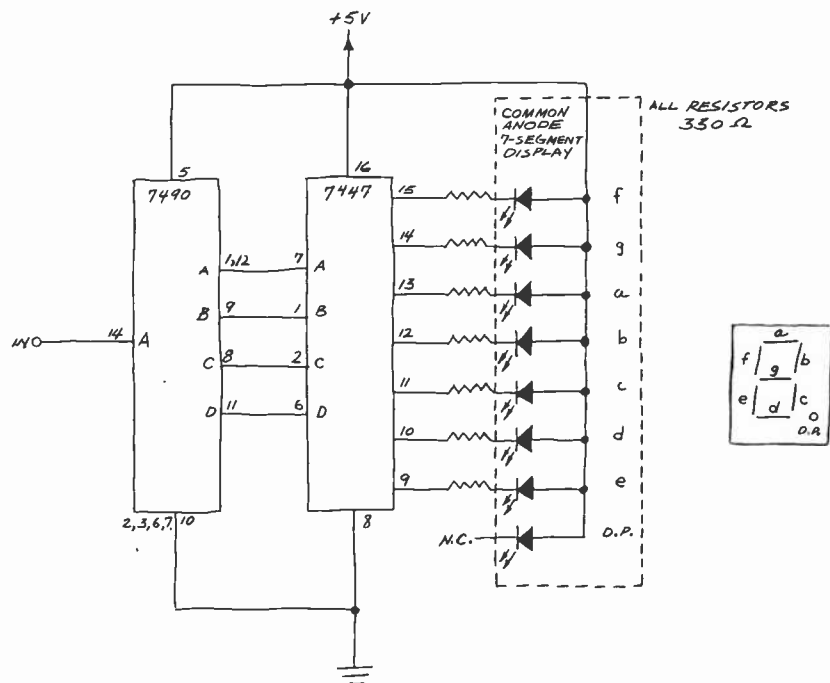 +5V
ALL RESISTORS
330 Ω
COMMON
ANODE
7-SEGMENT
DISPLAY
5
16
7490
7447
15
f
14
g
A
1,12
7
A
13
a
B
9
1
B
12
b
IN
14
A
C
8
2
C
11
c
D
11
6
D
10
d
9
e
2,3,6,7.
10
8
N.C.
D.P.
a
f
b
g
e
c
d
D.P.